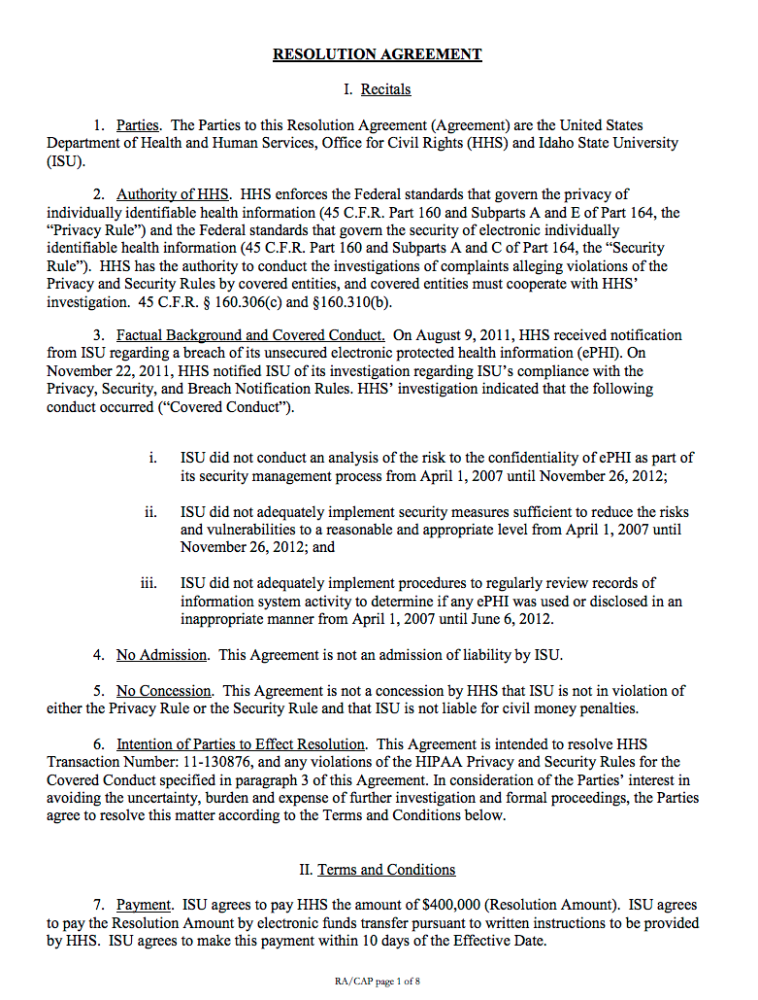 RESOLUTION AGREEMENT
I. Recitals
1. Parties. The Parties to this Resolution Agreement (Agreement) are the United States
Department of Health and Human Services, Office for Civil Rights (HHS) and Idaho State University
(ISU).
2. Authority of HHS. HHS enforces the Federal standards that govern the privacy of
individually identifiable health information (45 C.F.R. Part 160 and Subparts A and E of Part 164, the
“Privacy Rule”) and the Federal standards that govern the security of electronic individually
identifiable health information (45 C.F.R. Part 160 and Subparts A and C of Part 164, the “Security
Rule”). HHS has the authority to conduct the investigations of complaints alleging violations of the
Privacy and Security Rules by covered entities, and covered entities must cooperate with HHS’
investigation. 45 C.F.R. § 160.306(c) and §160.310(b).
3. Factual Background and Covered Conduct. On August 9, 2011, HHS received notification
from ISU regarding a breach of its unsecured electronic protected health information (ePHI). On
November 22, 2011, HHS notified ISU of its investigation regarding ISU’s compliance with the
Privacy, Security, and Breach Notification Rules. HHS’ investigation indicated that the following
conduct occurred (“Covered Conduct”).
i. ISU did not conduct an analysis of the risk to the confidentiality of ePHI as part of
its security management process from April 1, 2007 until November 26, 2012;
ii. ISU did not adequately implement security measures sufficient to reduce the risks
and vulnerabilities to a reasonable and appropriate level from April 1, 2007 until
November 26, 2012; and
iii. ISU did not adequately implement procedures to regularly review records of
information system activity to determine if any ePHI was used or disclosed in an
inappropriate manner from April 1, 2007 until June 6, 2012.
4. No Admission. This Agreement is not an admission of liability by ISU.
5. No Concession. This Agreement is not a concession by HHS that ISU is not in violation of
either the Privacy Rule or the Security Rule and that ISU is not liable for civil money penalties.
6. Intention of Parties to Effect Resolution. This Agreement is intended to resolve HHS
Transaction Number: 11-130876, and any violations of the HIPAA Privacy and Security Rules for the
Covered Conduct specified in paragraph 3 of this Agreement. In consideration of the Parties’ interest in
avoiding the uncertainty, burden and expense of further investigation and formal proceedings, the Parties
agree to resolve this matter according to the Terms and Conditions below.
II. Terms and Conditions
7. Payment. ISU agrees to pay HHS the amount of $400,000 (Resolution Amount). ISU agrees
to pay the Resolution Amount by electronic funds transfer pursuant to written instructions to be provided
by HHS. ISU agrees to make this payment within 10 days of the Effective Date.
RA/CAP page 1 of 8